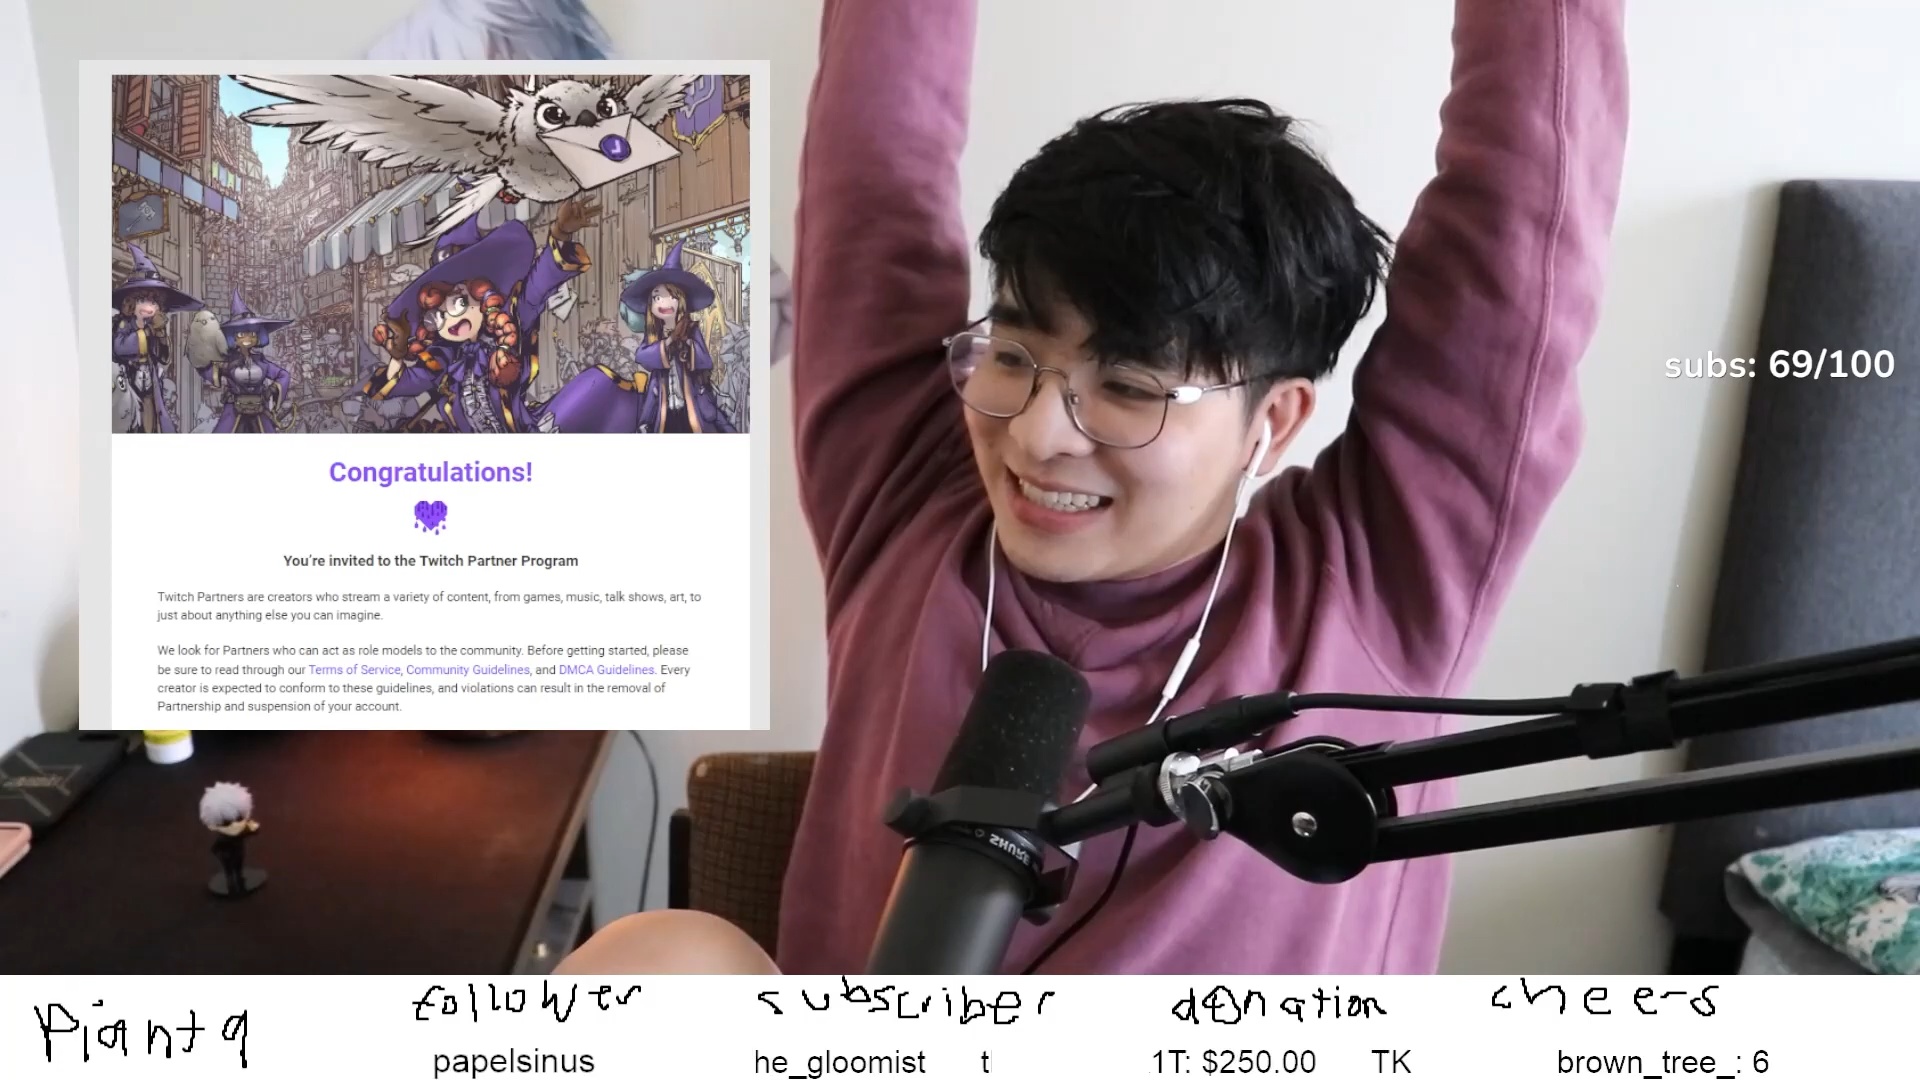 Congratulations!
You're invited to the Twitch Partner Program
Twitch Partners are creators who stream a variety of content, from games, music, talk shows, art, to
just about anything else you can imagine.
We look for Partners who can act as role models to the community. Before getting started, please
be sure to read through our Terms of Service, Community Guidelines, and DMCA Guidelines. Every
creator is expected to conform to these guidelines, and violations can result in the removal of
Partnership and suspension of your account.
subs: 69/100
SHURE
follower subscriber donation cheers
papelsinus he_gloomist tl 1T: $250.00 TK brown_tree_: 6